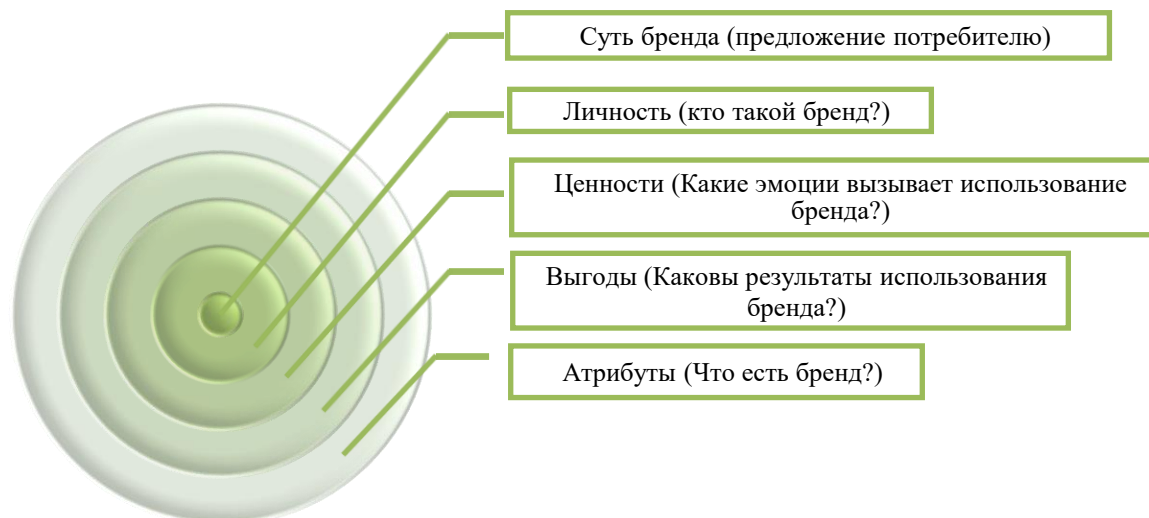 Суть бренда (предложение потребителю)
Личность (кто такой бренд?)
Ценности (Какие эмоции вызывает использование
бренда?)
Выгоды (Каковы результаты использования
бренда?)
Атрибуты (Что есть бренд?)